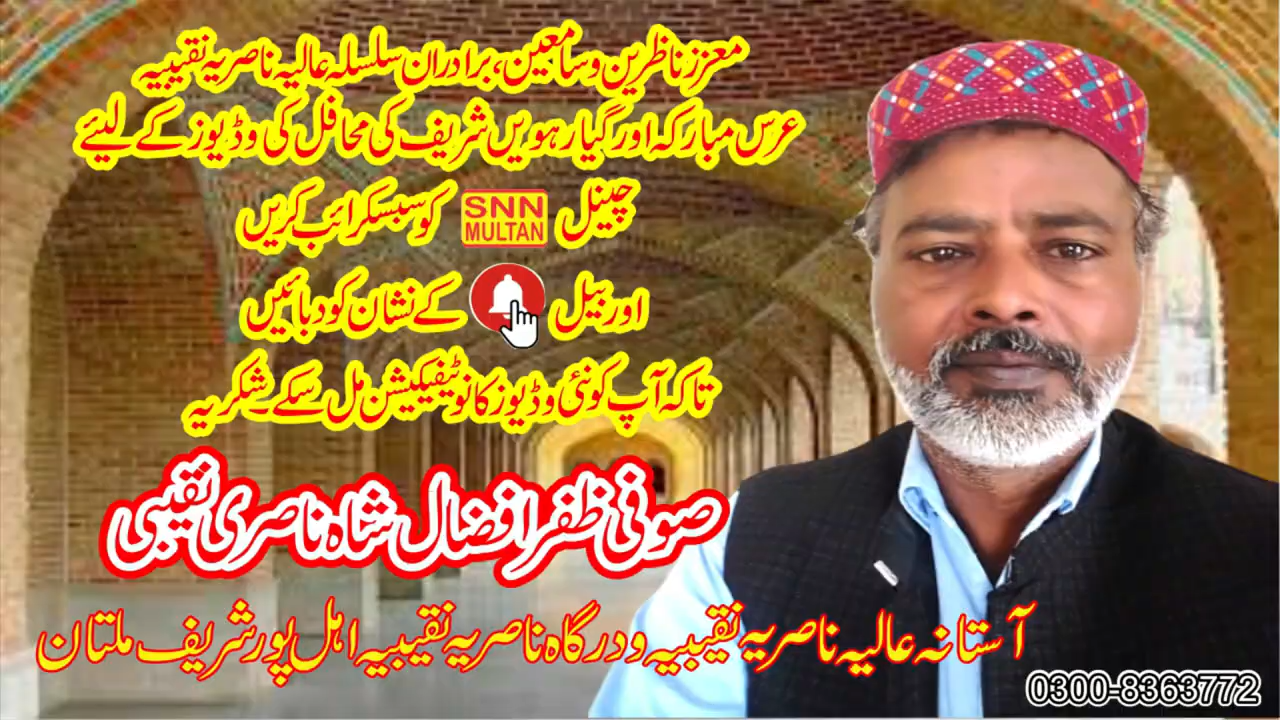 معزز ناظرین و سامعین، برادران سلسلہ عالیہ ناصریہ نقیبیہ
عرس مبارکہ اور گیارہویں شریف کی محافل کی وڈیوز کے لیئے
چینل SNN MULTAN کو سبسکرائب کریں
اور بیل کے نشان کو دبائیں
تاکہ آپ کو نئی وڈیوز کا نوٹیفیکیشن مل سکے۔ شکریہ
صوفی ظفر افضال شاہ ناصری نقیبی
آستانہ عالیہ ناصریہ نقیبیہ و درگاہ ناصریہ نقیبیہ اہل پور شریف ملتان
0300-8363772